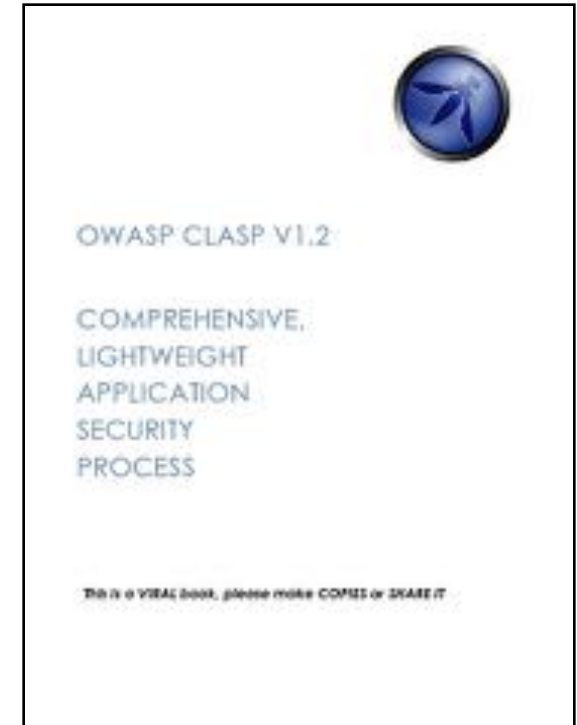 OWASP CLASP V1.2
COMPREHENSIVE,
LIGHTWEIGHT
APPLICATION
SECURITY
PROCESS
This is a VIRAL book, please make COPIES or SHARE IT